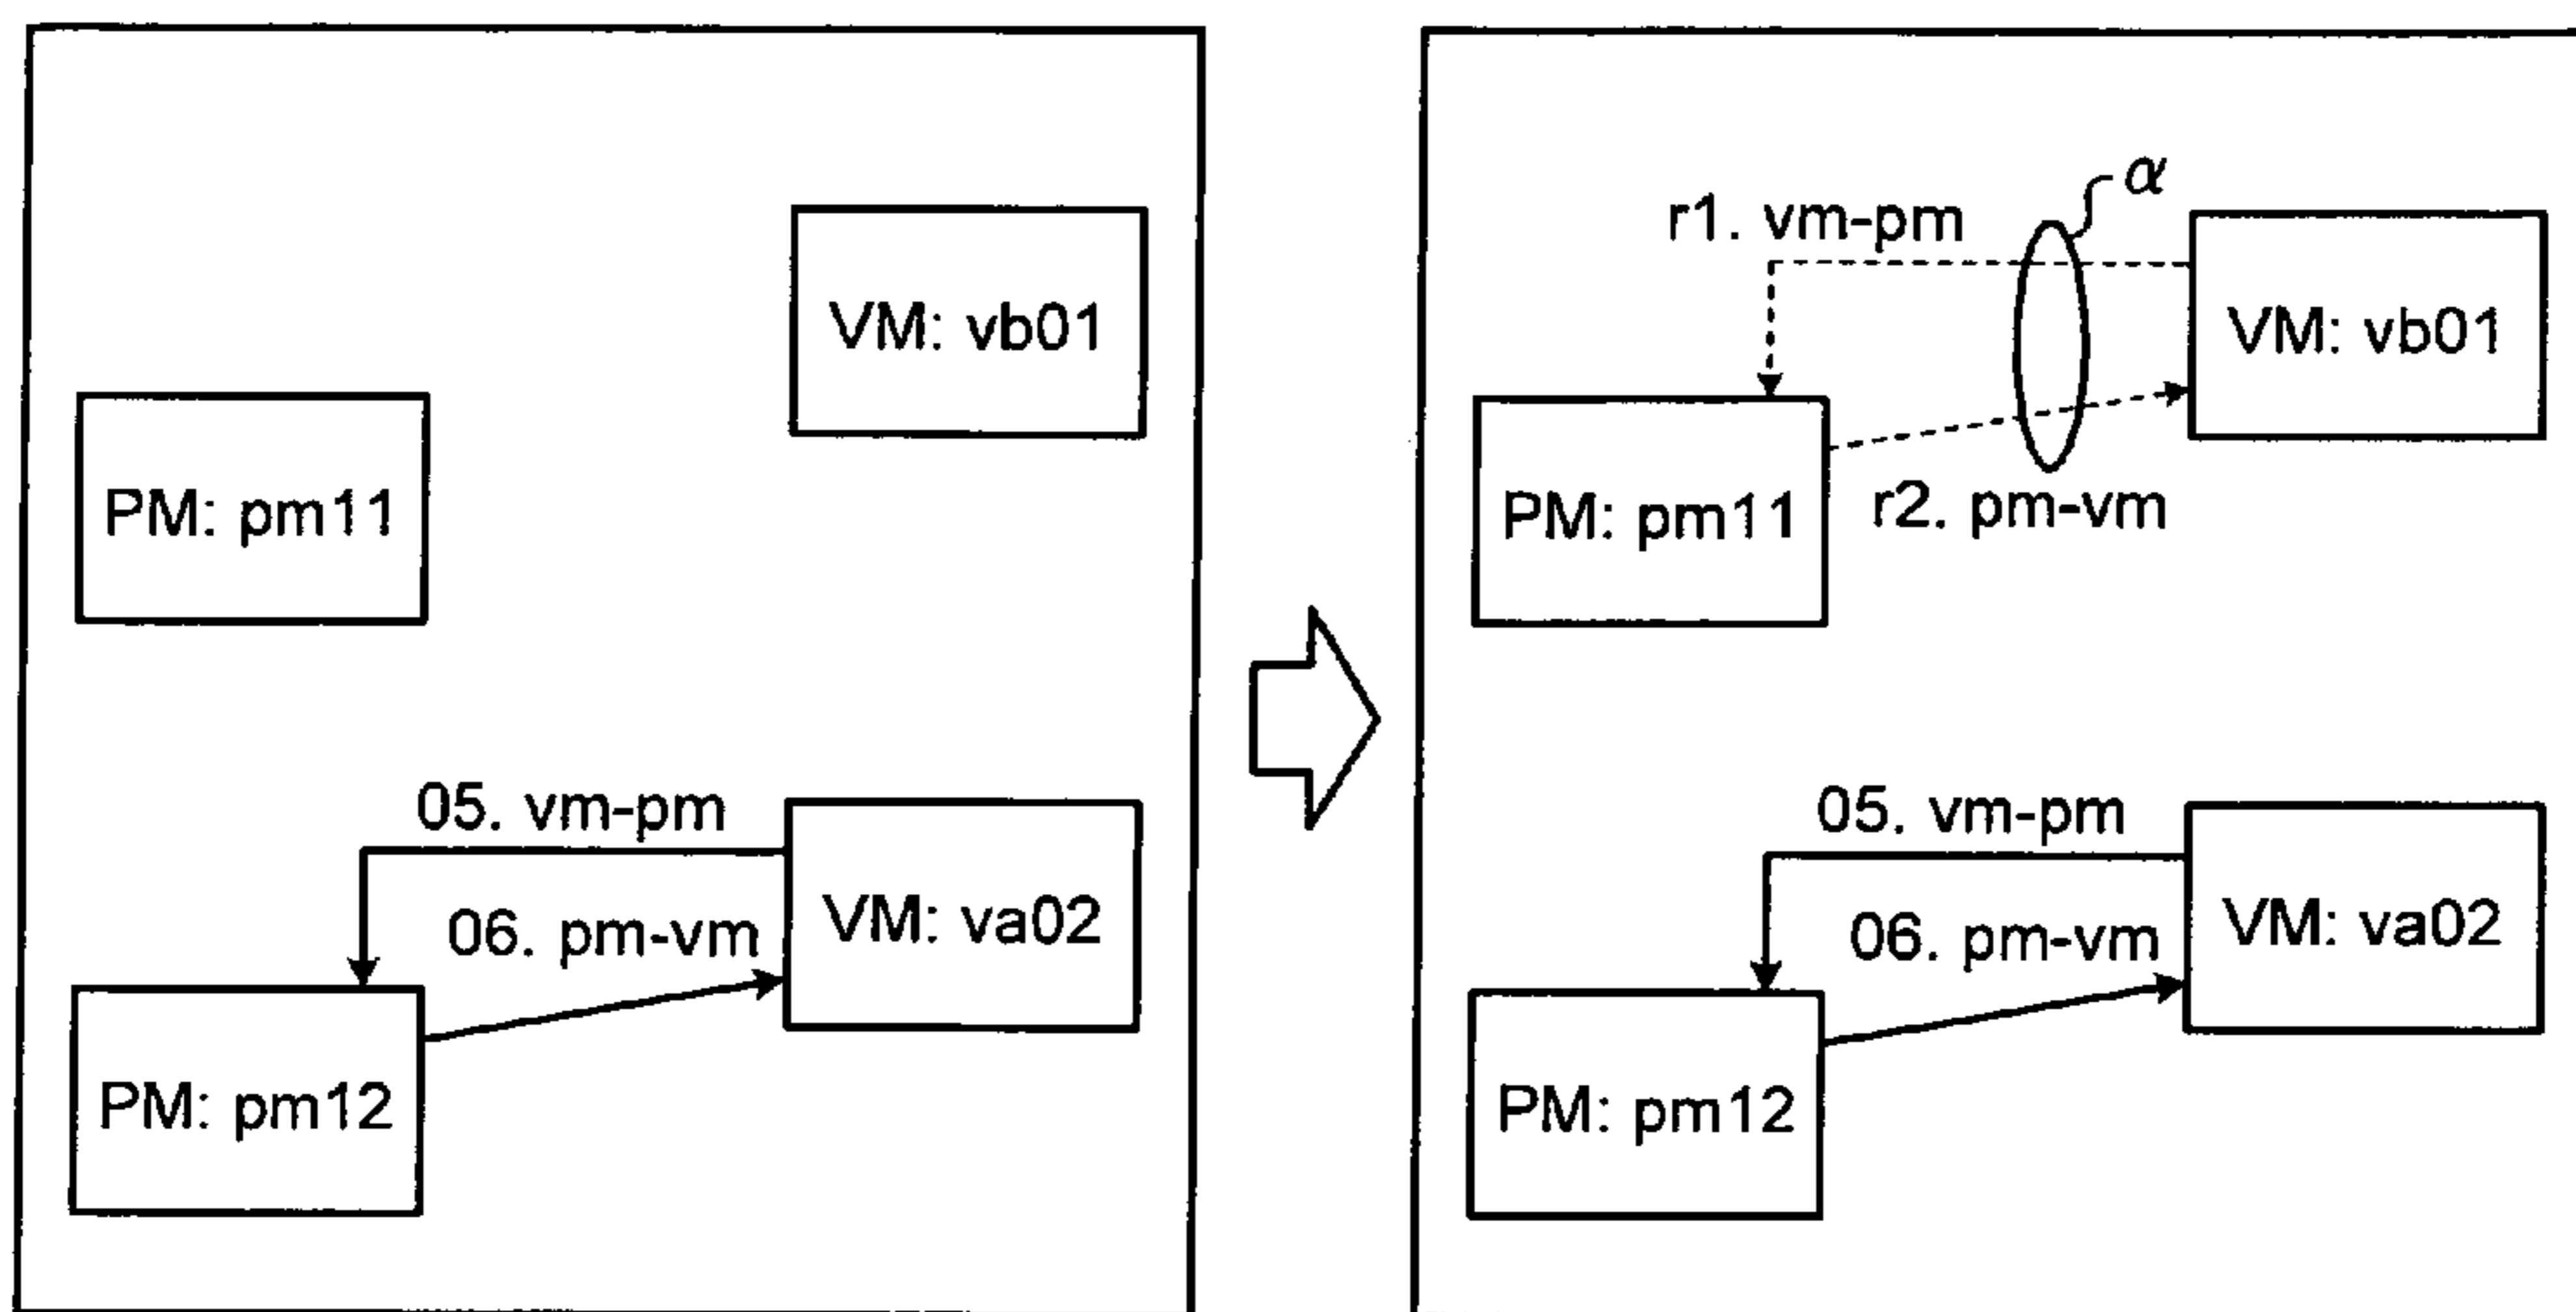 VM: vb01
PM: pm11
05. vm-pm
VM: va02
06. pm-vm
PM: pm12
α
r1. vm-pm
VM: vb01
PM: pm11
r2. pm-vm
05. vm-pm
VM: va02
06. pm-vm
PM: pm12